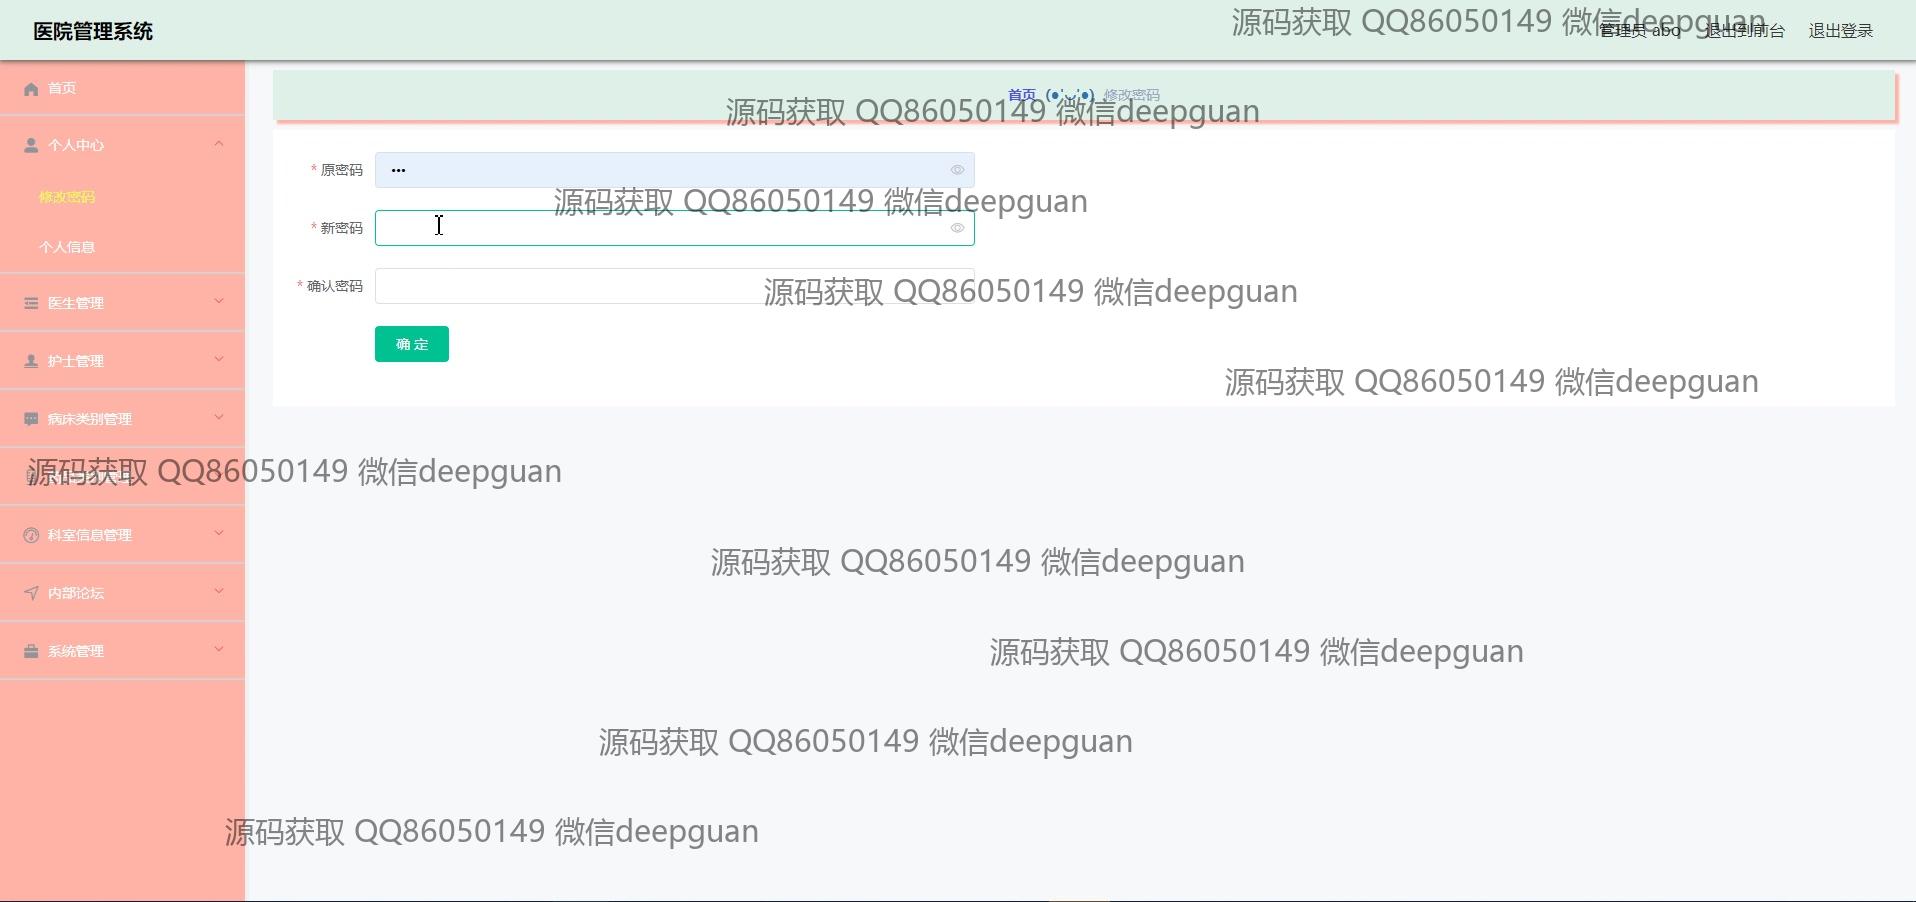 医院管理系统
源码获取 QQ86050149 微信deepguan
管理员 abo 退出到前台 退出登录
首页
首页 (●'◡'●) 修改密码
源码获取 QQ86050149 微信deepguan
个人中心
* 原密码 •••
修改密码
源码获取 QQ86050149 微信deepguan
* 新密码
个人信息
* 确认密码
源码获取 QQ86050149 微信deepguan
医生管理
确定
护士管理
源码获取 QQ86050149 微信deepguan
病床类别管理
源码获取 QQ86050149 微信deepguan
科室信息管理
源码获取 QQ86050149 微信deepguan
内部论坛
系统管理
源码获取 QQ86050149 微信deepguan
源码获取 QQ86050149 微信deepguan
源码获取 QQ86050149 微信deepguan